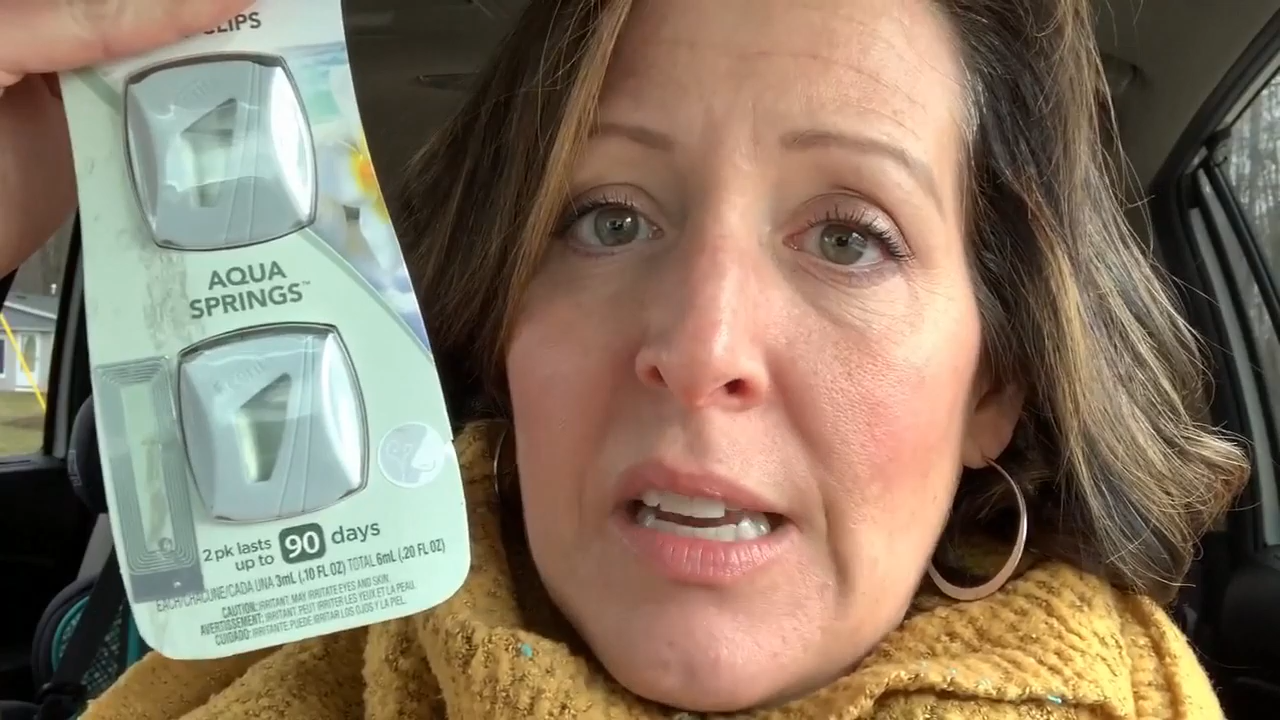 CLIPS
AQUA
SPRINGS™
2 pk lasts
up to 90 days
EACH/CHACUNE/CADA UNA 3mL (.10 FL OZ) TOTAL 6mL (.20 FL OZ)
CAUTION: IRRITANT. MAY IRRITATE EYES AND SKIN.
AVERTISSEMENT: IRRITANT. PEUT IRRITER LES YEUX ET LA PEAU.
CUIDADO: IRRITANTE. PUEDE IRRITAR LOS OJOS Y LA PIEL.